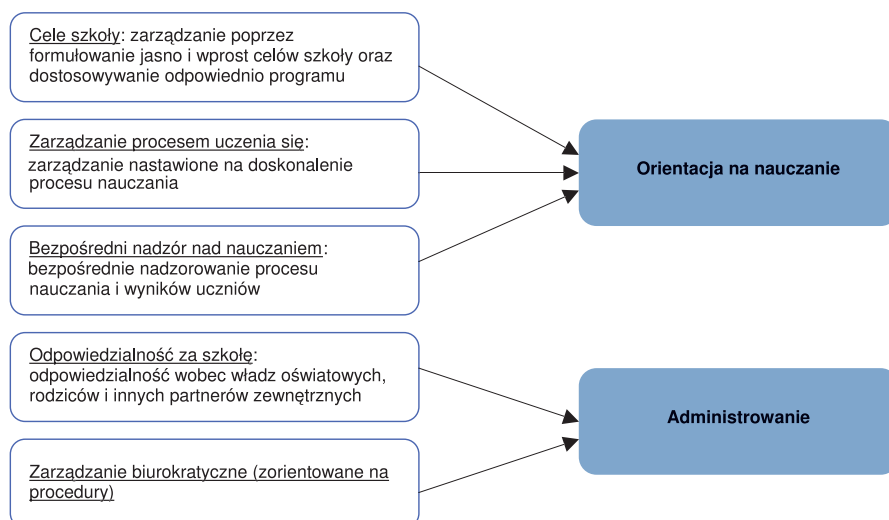 Cele szkoły: zarządzanie poprzez
formułowanie jasno i wprost celów szkoły oraz
dostosowywanie odpowiednio programu
Zarządzanie procesem uczenia się:
zarządzanie nastawione na doskonalenie
procesu nauczania
Orientacja na nauczanie
Bezpośredni nadzór nad nauczaniem:
bezpośrednie nadzorowanie procesu
nauczania i wyników uczniów
Odpowiedzialność za szkołę:
odpowiedzialność wobec władz oświatowych,
rodziców i innych partnerów zewnętrznych
Administrowanie
Zarządzanie biurokratyczne (zorientowane na
procedury)